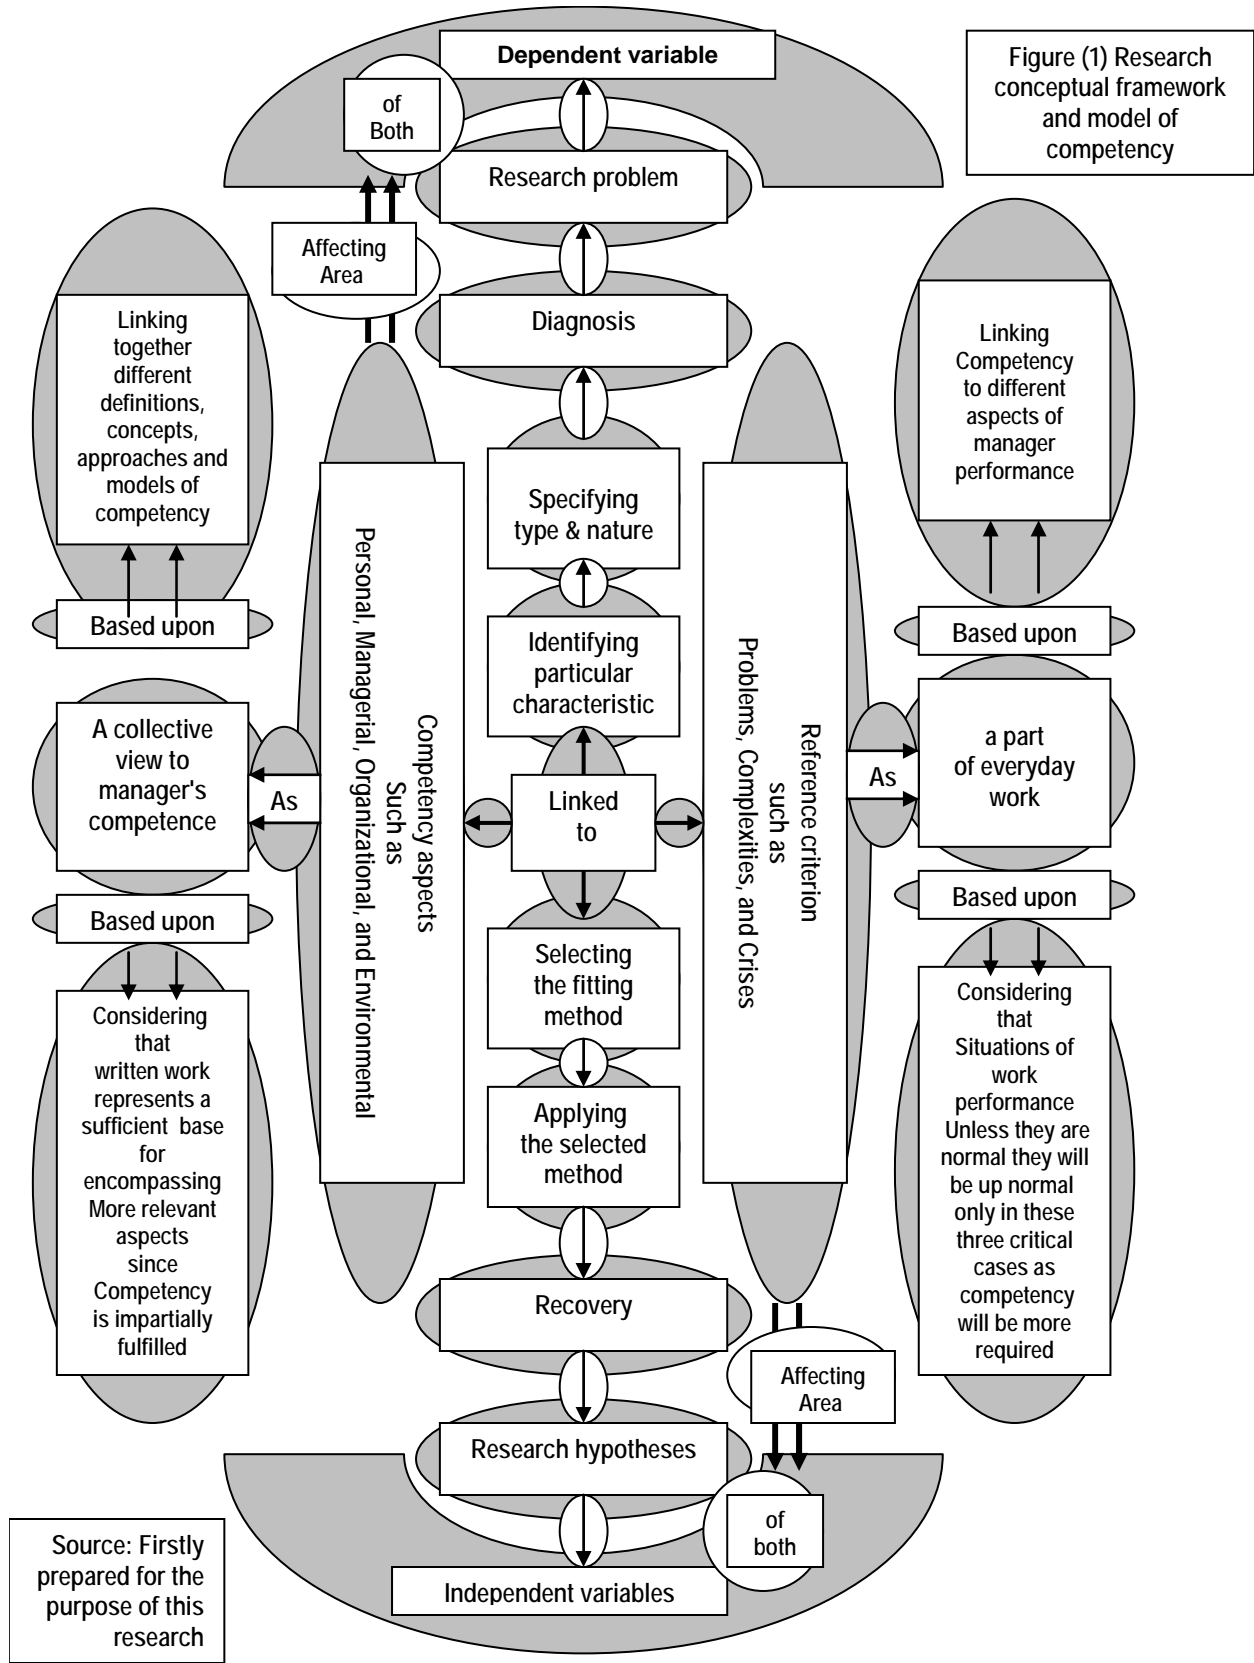 Dependent variable
Figure (1) Research
conceptual framework
and model of
competency
of
Both
Research problem
Affecting
Area
Diagnosis
Linking
together
different
definitions,
concepts,
approaches and
models of
competency
Linking
Competency
to different
aspects of
manager
performance
Specifying
type & nature
Based upon
Based upon
Identifying
particular
characteristic
Competency aspects
Such as
Personal, Managerial, Organizational, and Environmental
Reference criterion
such as
Problems, Complexities, and Crises
A collective
view to
manager's
competence
As
Linked
to
As
a part
of everyday
work
Based upon
Based upon
Selecting
the fitting
method
Considering
that
written work
represents a
sufficient base
for
encompassing
More relevant
aspects
since
Competency
is impartially
fulfilled
Considering
that
Situations of
work
performance
Unless they are
normal they will
be up normal
only in these
three critical
cases as
competency
will be more
required
Applying
the selected
method
Recovery
Affecting
Area
Research hypotheses
of
both
Independent variables
Source: Firstly
prepared for the
purpose of this
research